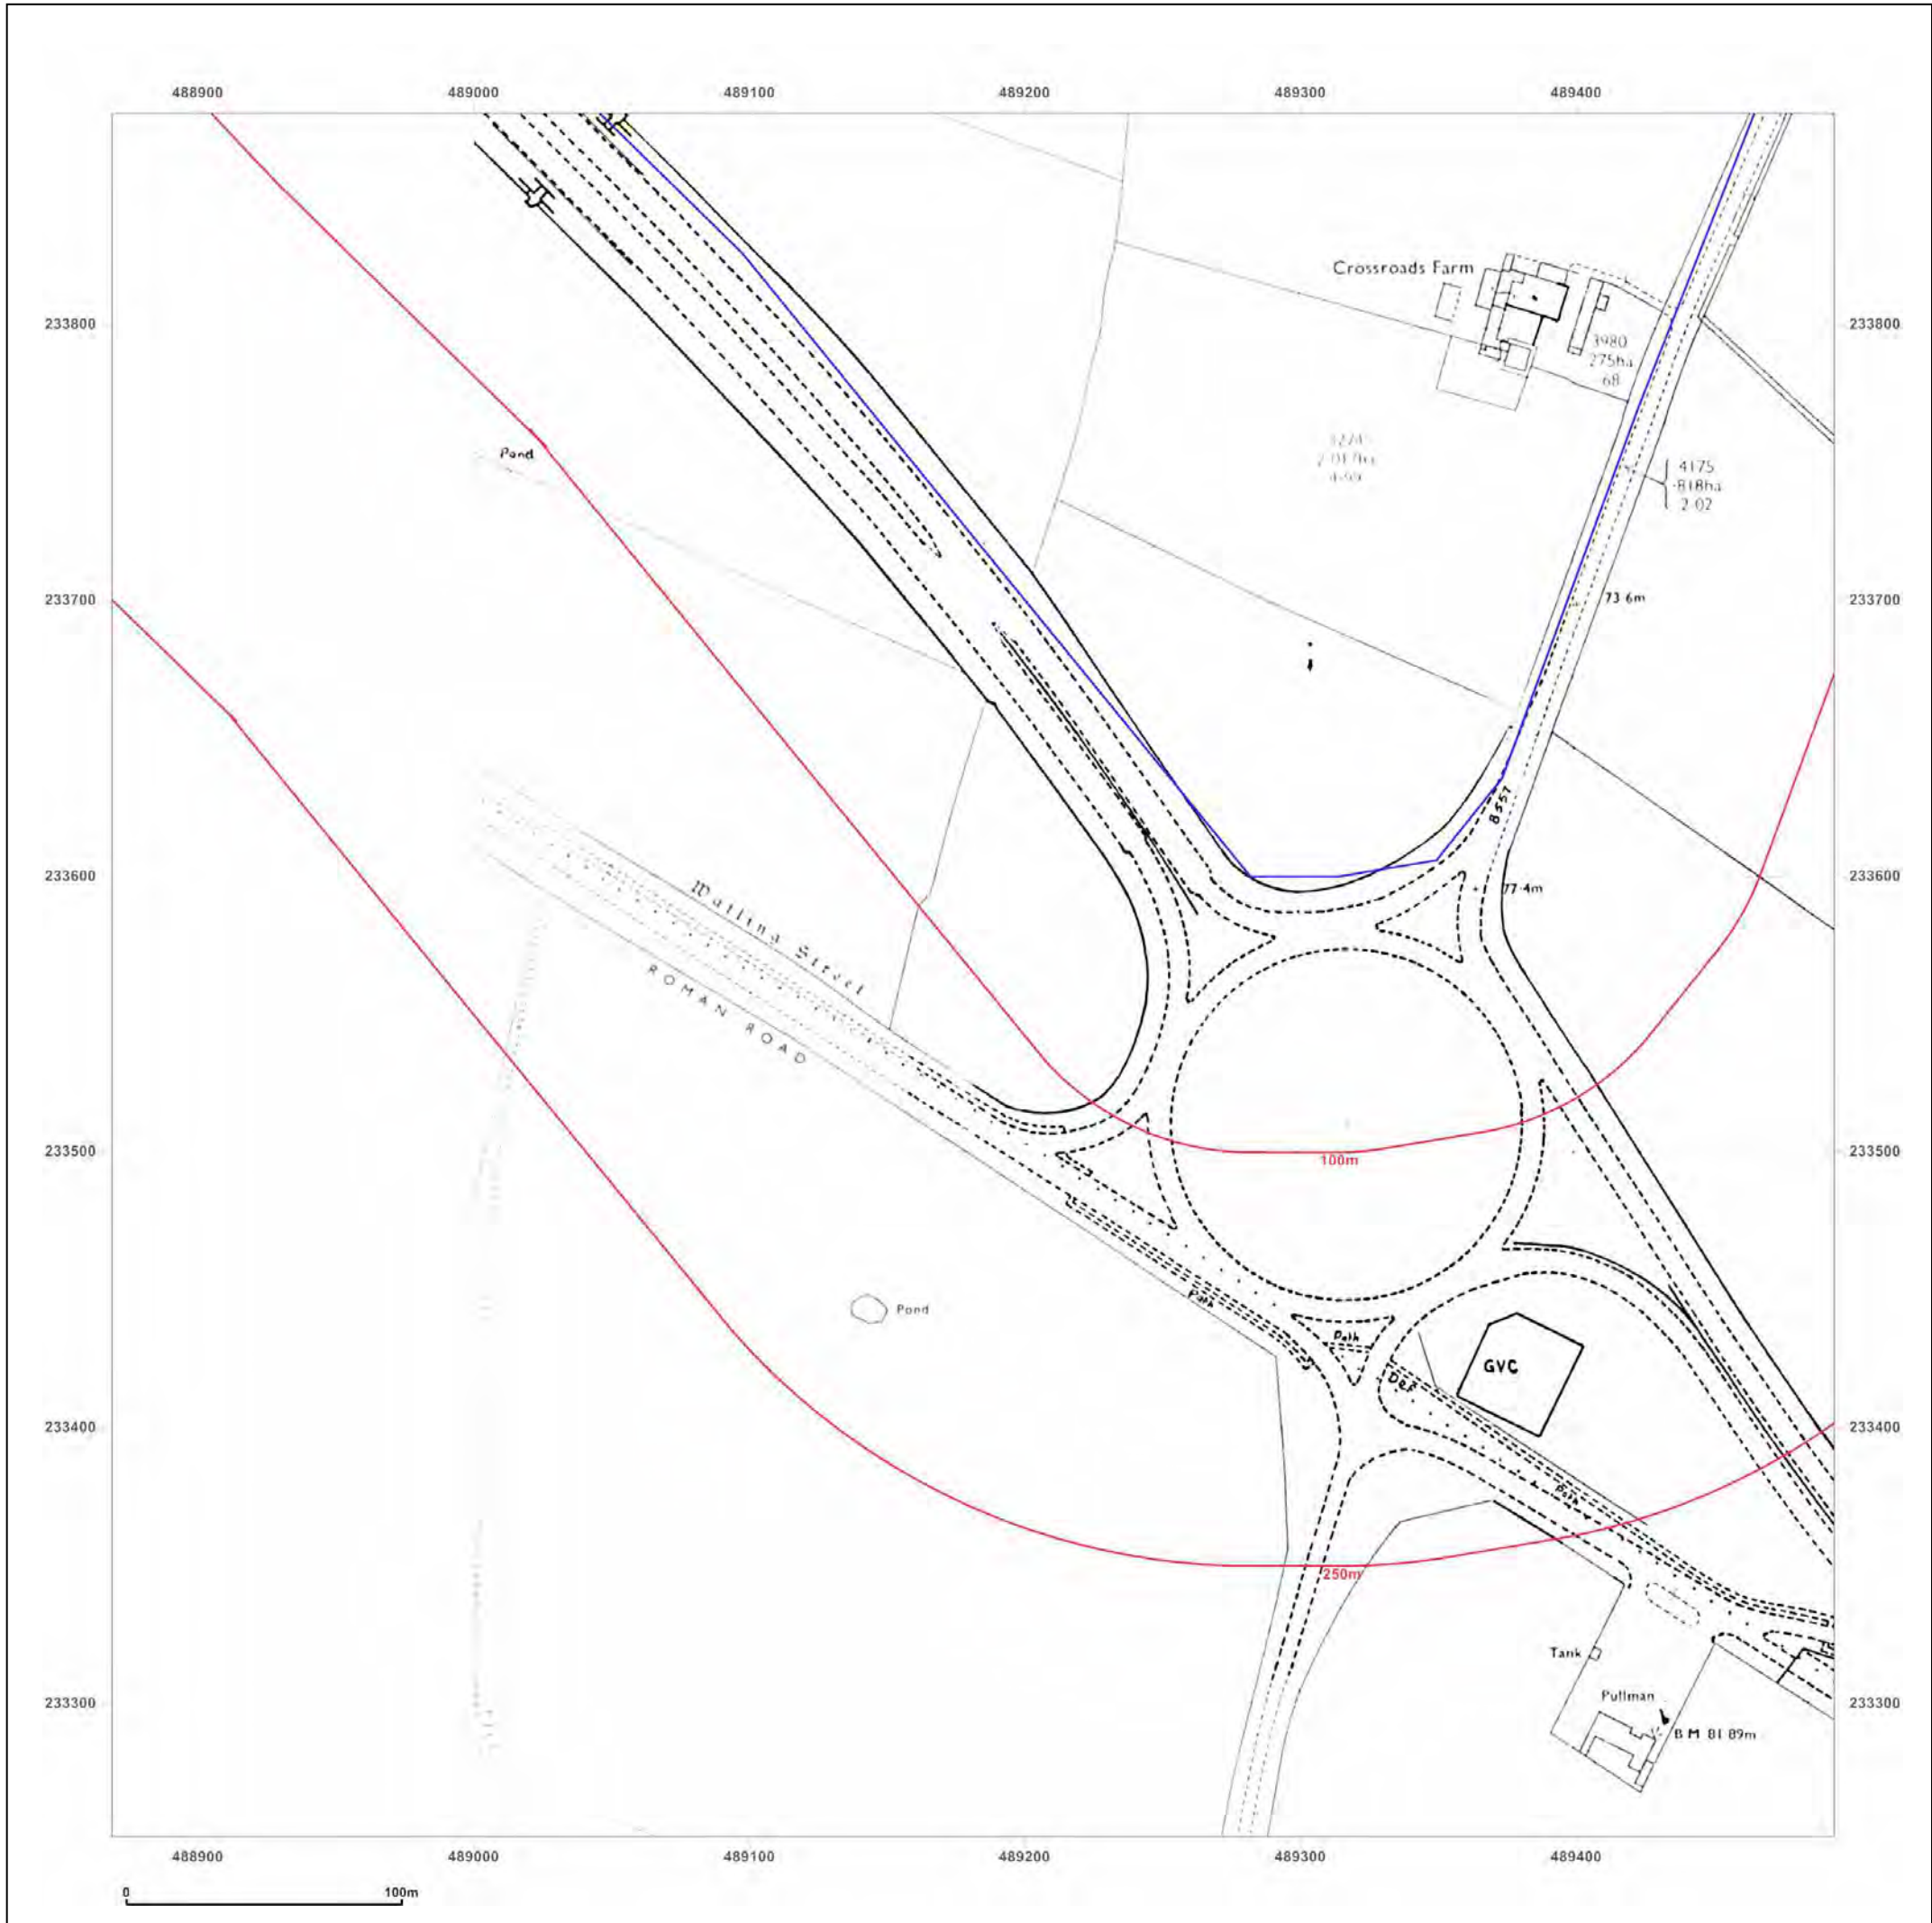 488900 489000 489100 489200 489300 489400
Crossroads Farm
233800 233800
3980
275ha
68
Pond
4175
·818ha
2·02
233700 73·6m 233700
B 557
233600 77·4m 233600
Watling Street
ROMAN ROAD
233500 233500
100m
Pond
Path
Path
GVC
233400 233400
Path
250m
Tank
Pullman
233300 233300
B M 81·89m
488900 489000 489100 489200 489300 489400
0 100m